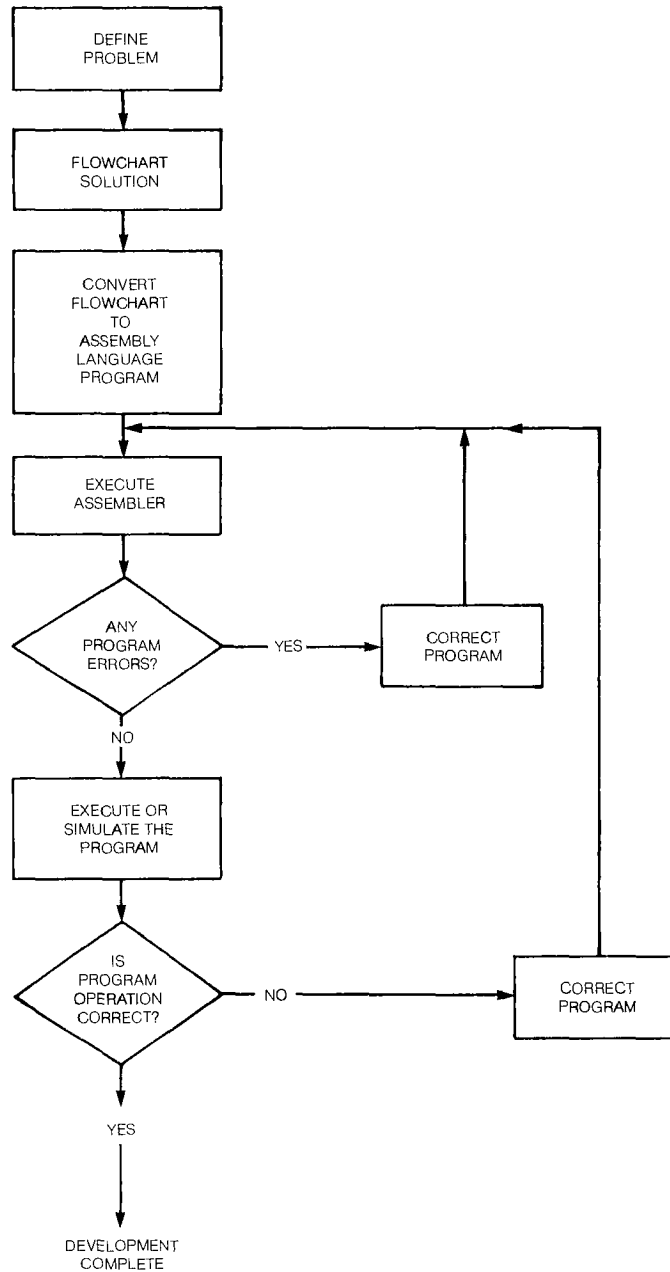 DEFINE
PROBLEM
FLOWCHART
SOLUTION
CONVERT
FLOWCHART
TO
ASSEMBLY
LANGUAGE
PROGRAM
EXECUTE
ASSEMBLER
ANY
PROGRAM
ERRORS?
YES
CORRECT
PROGRAM
NO
EXECUTE OR
SIMULATE THE
PROGRAM
IS
PROGRAM
OPERATION
CORRECT?
NO
CORRECT
PROGRAM
YES
DEVELOPMENT
COMPLETE